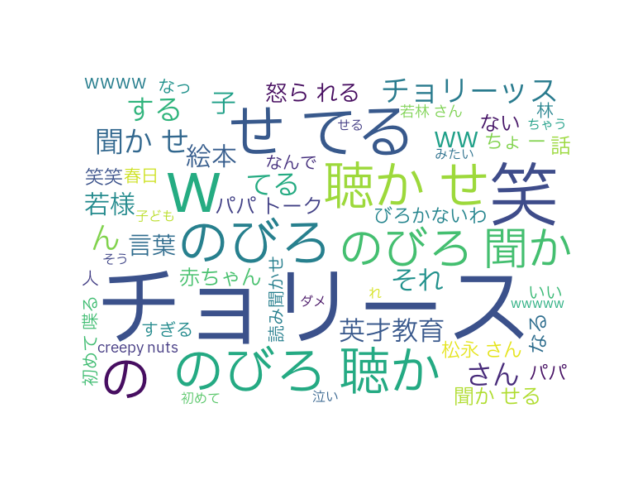 wwww
なっ
怒ら れる
チョリーッス
する
子
せ てる
若林 さん
林
聞か せ
絵本
ww
ない
ちゃう
せる
みたい
ちょ ー
話
笑笑
春日
w
てる
なんで
聴か せ
笑
若様
子ども
パパ トーク
びろかないわ
ん
言葉
のびろ
のびろ 聞か
そう
人
赤ちゃん
読み聞かせ
それ
チョリース
ダメ
れ
いい
wwwww
初めて 喋る
すぎる
英才教育
なる
creepy nuts
松永 さん
の
のびろ 聴か
さん
パパ
初めて
泣い
聞か せる